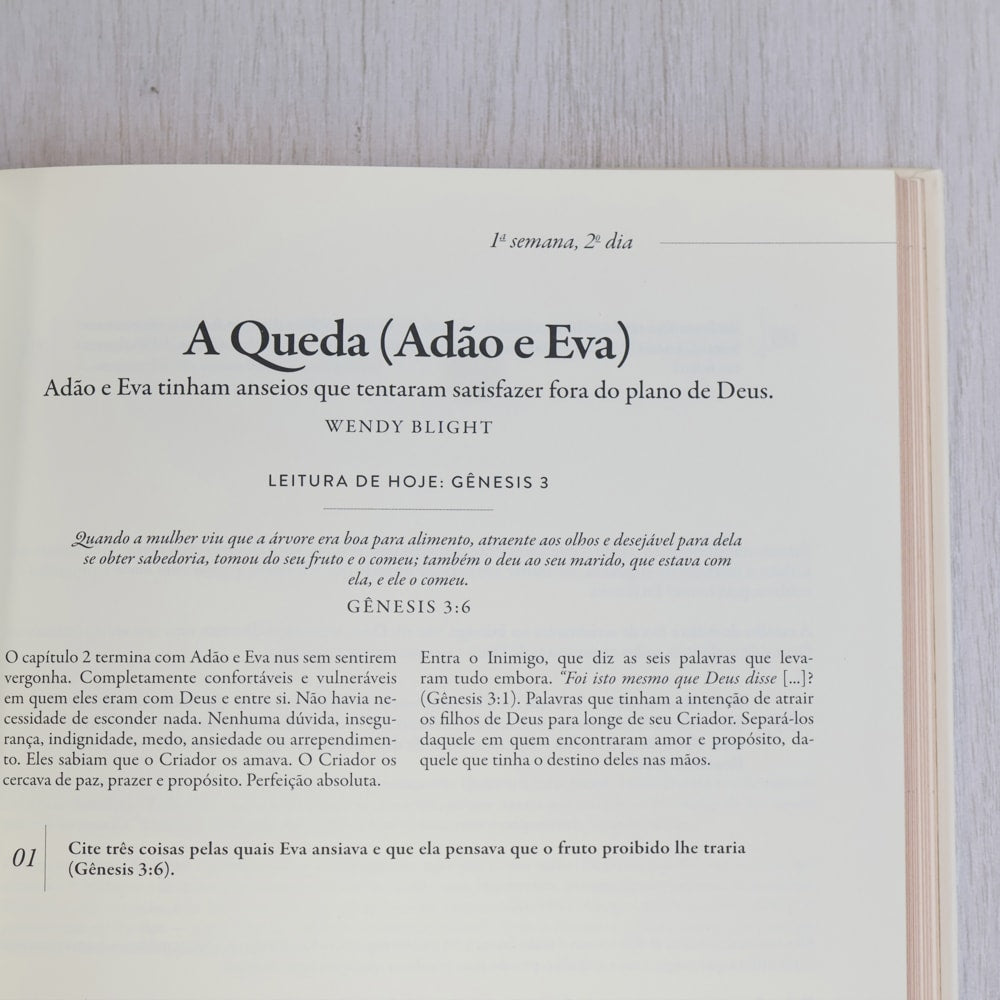 1ª semana, 2º dia
A Queda (Adão e Eva)
Adão e Eva tinham anseios que tentaram satisfazer fora do plano de Deus.
WENDY BLIGHT
LEITURA DE HOJE: GÊNESIS 3
Quando a mulher viu que a árvore era boa para alimento, atraente aos olhos e desejável para dela
se obter sabedoria, tomou do seu fruto e o comeu; também o deu ao seu marido, que estava com
ela, e ele o comeu.
GÊNESIS 3:6
O capítulo 2 termina com Adão e Eva nus sem sentirem
vergonha. Completamente confortáveis e vulneráveis
em quem eles eram com Deus e entre si. Não havia ne-
cessidade de esconder nada. Nenhuma dúvida, insegu-
rança, indignidade, medo, ansiedade ou arrependimen-
to. Eles sabiam que o Criador os amava. O Criador os
cercava de paz, prazer e propósito. Perfeição absoluta.
Entra o Inimigo, que diz as seis palavras que leva-
ram tudo embora. “Foi isto mesmo que Deus disse [...]?
(Gênesis 3:1). Palavras que tinham a intenção de atrair
os filhos de Deus para longe de seu Criador. Separá-los
daquele em quem encontraram amor e propósito, da-
quele que tinha o destino deles nas mãos.
01
Cite três coisas pelas quais Eva ansiava e que ela pensava que o fruto proibido lhe traria
(Gênesis 3:6).